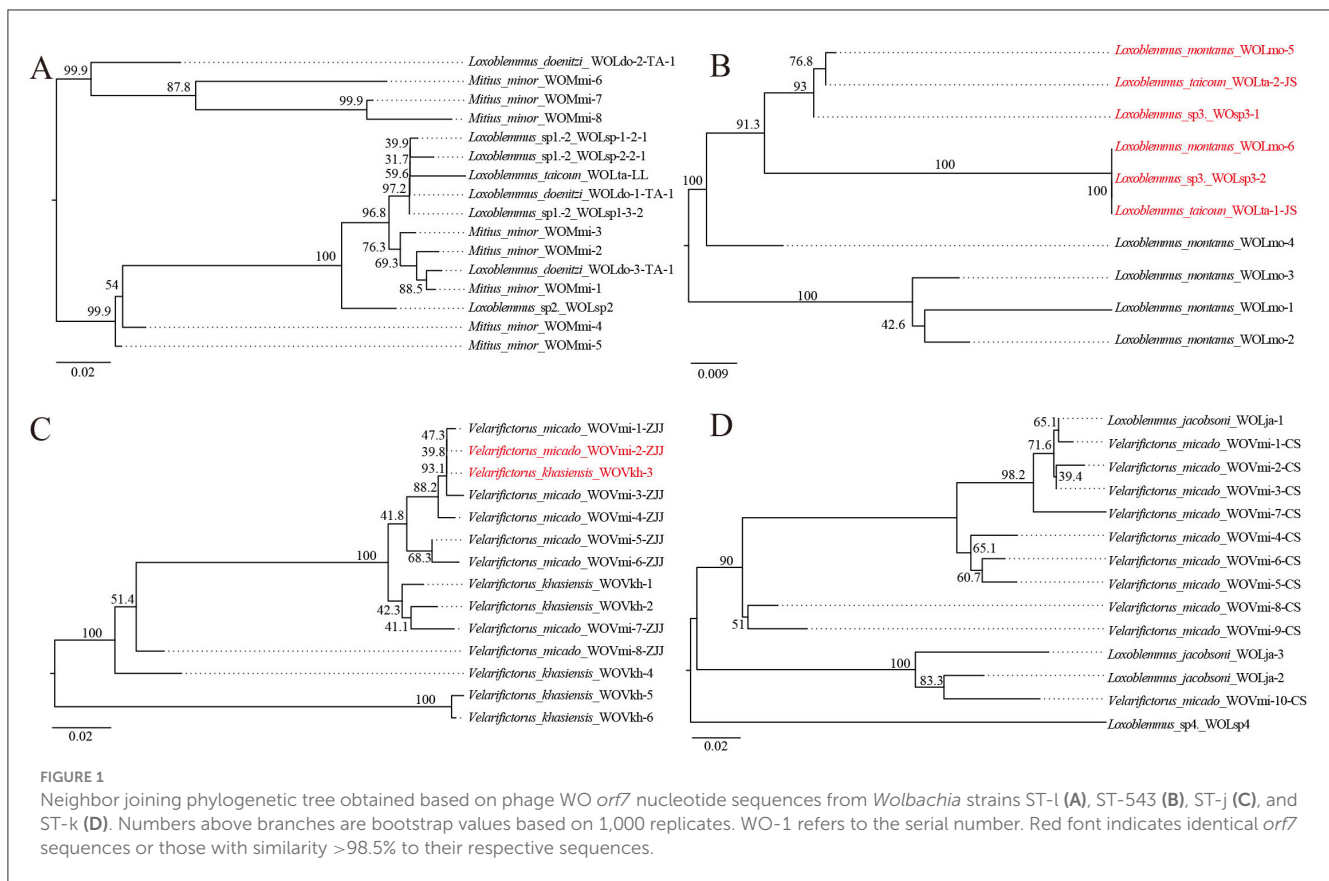 A
99.9
87.8
99.9
Loxoblemmus_doenitzi_WOLdo-2-TA-1
Mitius_minor_WOMmi-6
Mitius_minor_WOMmi-7
Mitius_minor_WOMmi-8
Loxoblemmus_sp1.-2_WOLsp-1-2-1
39.9
Loxoblemmus_sp1.-2_WOLsp-2-2-1
31.7
Loxoblemmus_taicoun_WOLta-LL
59.6
Loxoblemmus_doenitzi_WOLdo-1-TA-1
97.2
Loxoblemmus_sp1.-2_WOLsp1-3-2
96.8
Mitius_minor_WOMmi-3
76.3
Mitius_minor_WOMmi-2
69.3
Loxoblemmus_doenitzi_WOLdo-3-TA-1
100
88.5
Mitius_minor_WOMmi-1
54
Loxoblemmus_sp2._WOLsp2
99.9
Mitius_minor_WOMmi-4
Mitius_minor_WOMmi-5
0.02
B
Loxoblemmus_montanus_WOLmo-5
76.8
Loxoblemmus_taicoun_WOLta-2-JS
93
Loxoblemmus_sp3._WOsp3-1
91.3
Loxoblemmus_montanus_WOLmo-6
100
Loxoblemmus_sp3._WOLsp3-2
100
100
Loxoblemmus_taicoun_WOLta-1-JS
Loxoblemmus_montanus_WOLmo-4
Loxoblemmus_montanus_WOLmo-3
100
Loxoblemmus_montanus_WOLmo-1
42.6
Loxoblemmus_montanus_WOLmo-2
0.009
C
Velarifictorus_micado_WOVmi-1-ZJJ
47.3
Velarifictorus_micado_WOVmi-2-ZJJ
39.8
Velarifictorus_khasiensis_WOVkh-3
93.1
Velarifictorus_micado_WOVmi-3-ZJJ
88.2
Velarifictorus_micado_WOVmi-4-ZJJ
41.8
Velarifictorus_micado_WOVmi-5-ZJJ
68.3
Velarifictorus_micado_WOVmi-6-ZJJ
100
Velarifictorus_khasiensis_WOVkh-1
Velarifictorus_khasiensis_WOVkh-2
42.3
Velarifictorus_micado_WOVmi-7-ZJJ
41.1
51.4
Velarifictorus_micado_WOVmi-8-ZJJ
100
Velarifictorus_khasiensis_WOVkh-4
Velarifictorus_khasiensis_WOVkh-5
100
Velarifictorus_khasiensis_WOVkh-6
0.02
D
Loxoblemmus_jacobsoni_WOLja-1
65.1
Velarifictorus_micado_WOVmi-1-CS
71.6
Velarifictorus_micado_WOVmi-2-CS
39.4
Velarifictorus_micado_WOVmi-3-CS
98.2
Velarifictorus_micado_WOVmi-7-CS
Velarifictorus_micado_WOVmi-4-CS
65.1
Velarifictorus_micado_WOVmi-6-CS
60.7
Velarifictorus_micado_WOVmi-5-CS
90
Velarifictorus_micado_WOVmi-8-CS
51
Velarifictorus_micado_WOVmi-9-CS
Loxoblemmus_jacobsoni_WOLja-3
100
Loxoblemmus_jacobsoni_WOLja-2
83.3
Velarifictorus_micado_WOVmi-10-CS
Loxoblemmus_sp4._WOLsp4
0.02
FIGURE 1
Neighbor joining phylogenetic tree obtained based on phage WO orf7 nucleotide sequences from Wolbachia strains ST-l (A), ST-543 (B), ST-j (C), and
ST-k (D). Numbers above branches are bootstrap values based on 1,000 replicates. WO-1 refers to the serial number. Red font indicates identical orf7
sequences or those with similarity >98.5% to their respective sequences.